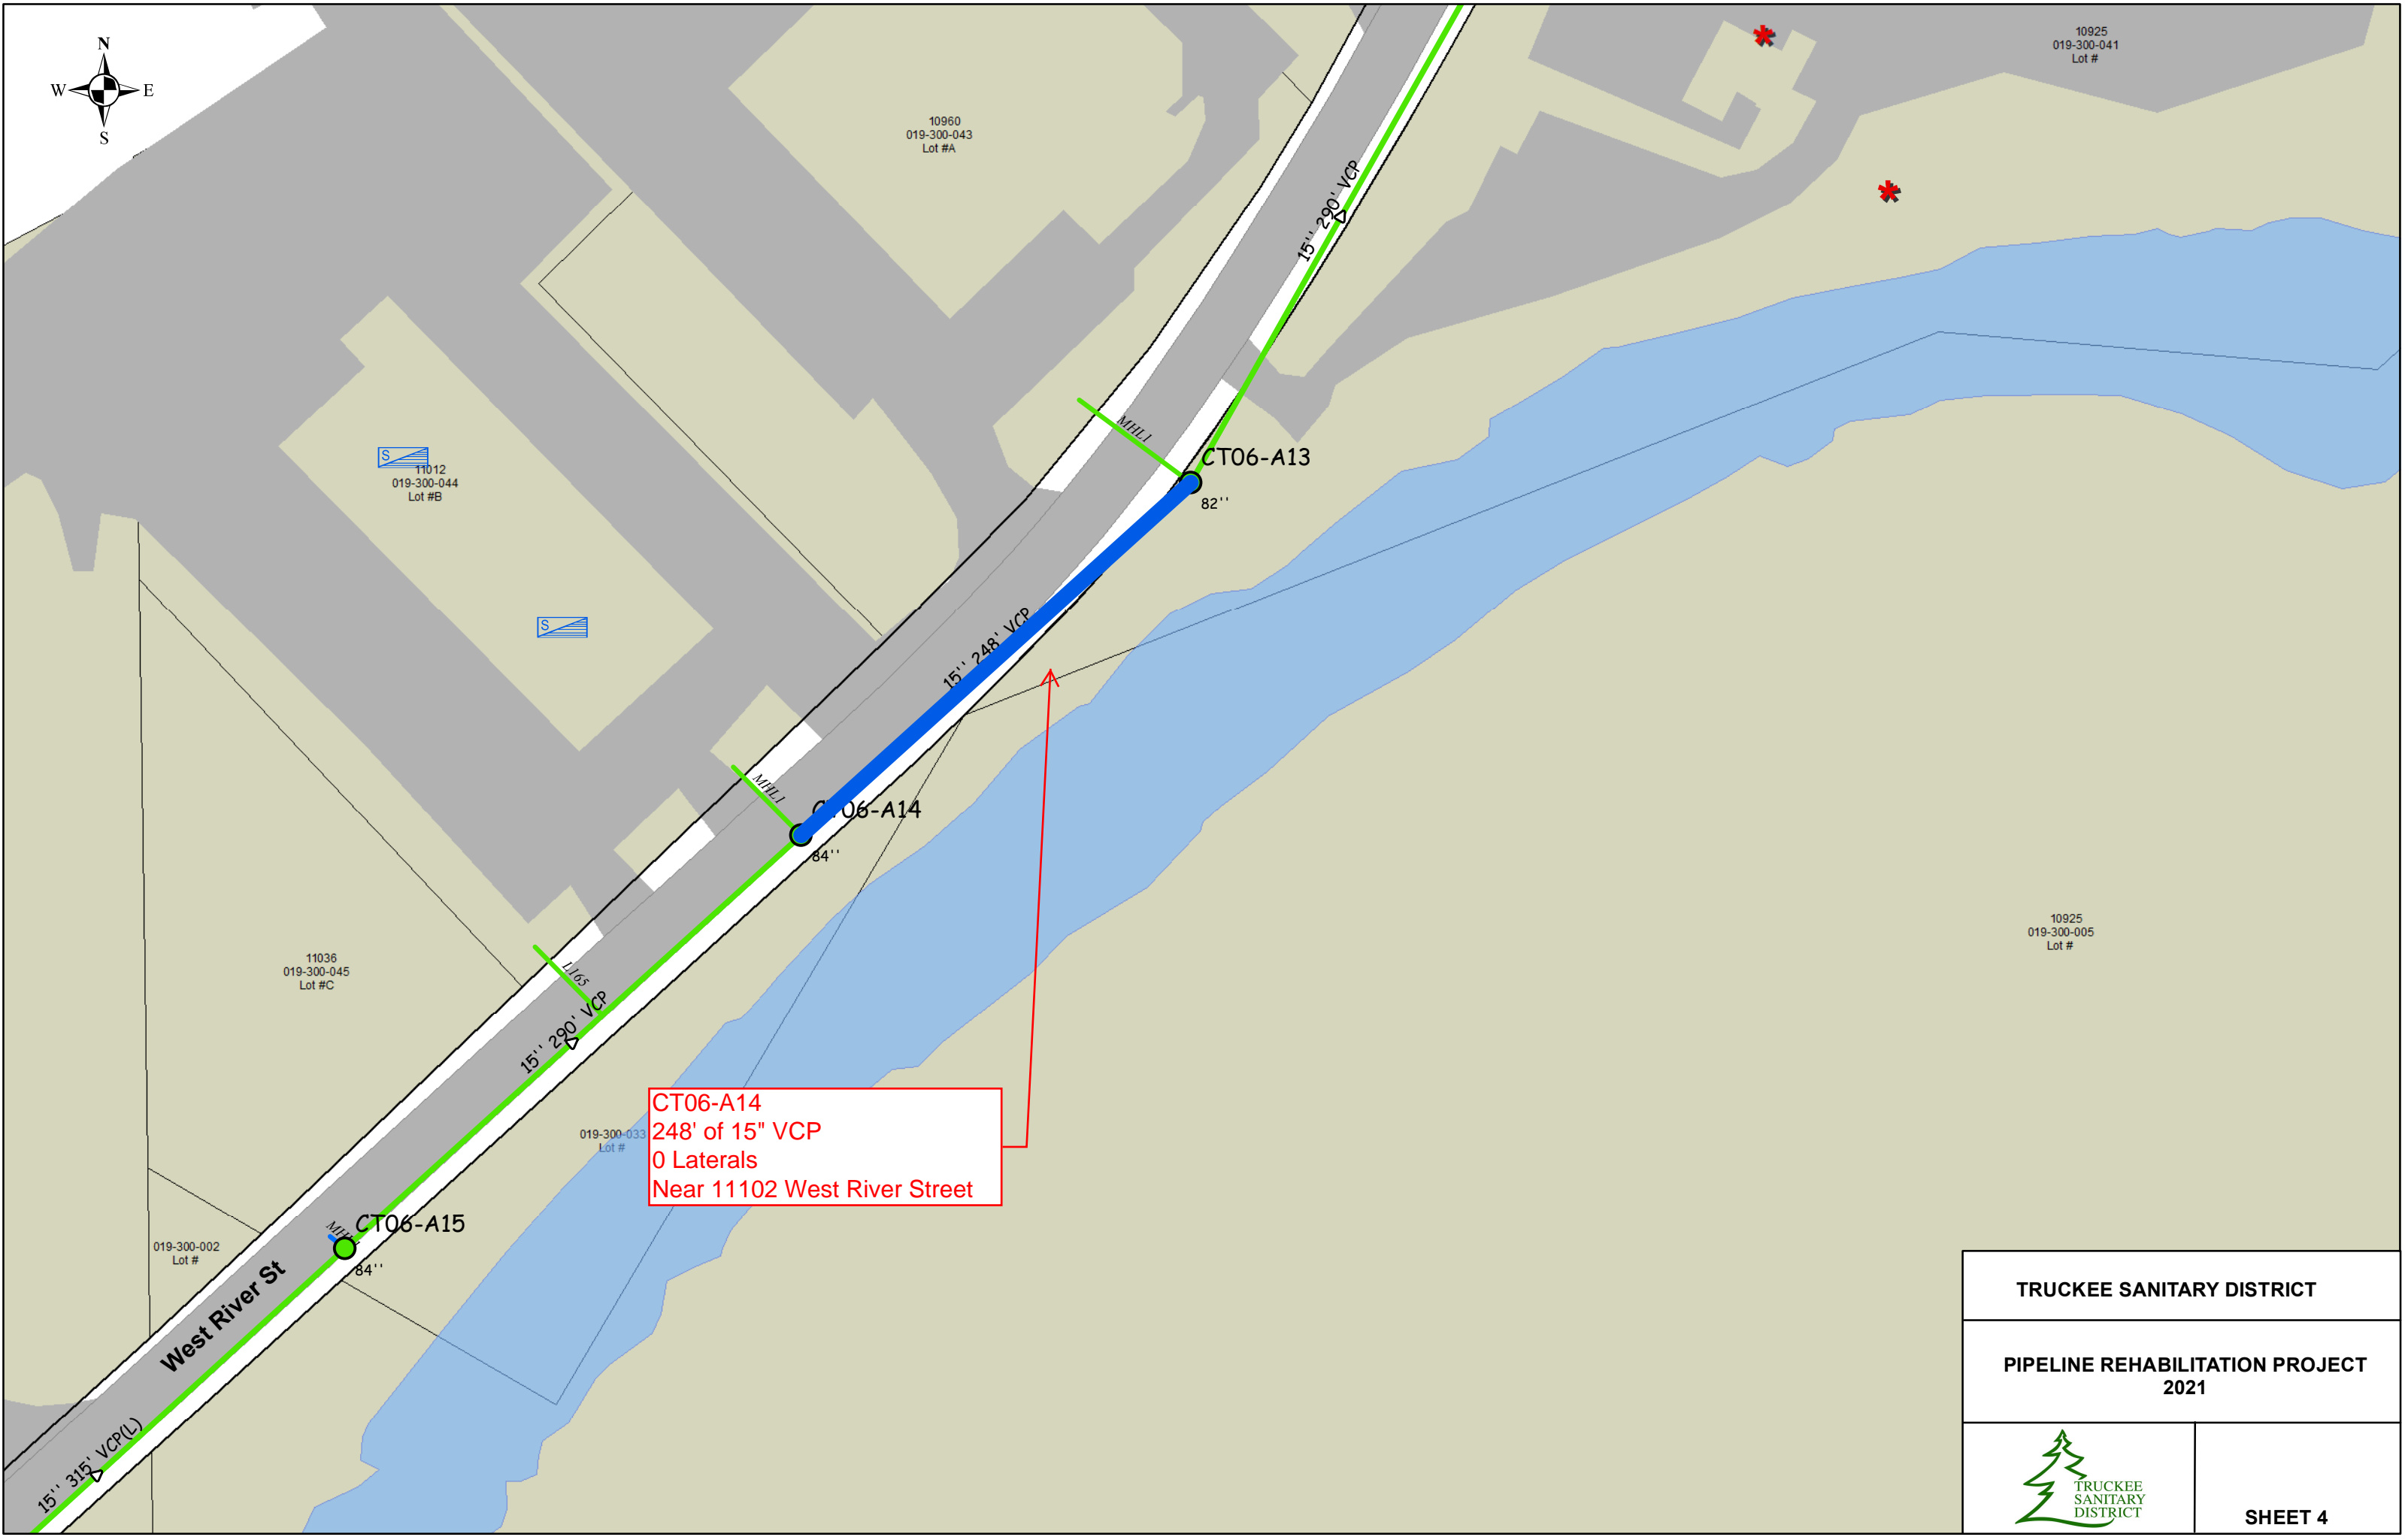 N
W E
S
10925
019-300-041
Lot #
10960
019-300-043
Lot #A
15'' 290' VCP
MHL1
CT06-A13
82''
S
11012
019-300-044
Lot #B
S
15'' 248' VCP
MHL1
CT06-A14
84''
10925
019-300-005
Lot #
11036
019-300-045
Lot #C
L165
15'' 290' VCP
CT06-A14
248' of 15" VCP
0 Laterals
Near 11102 West River Street
019-300-033
Lot #
CT06-A15
84''
019-300-002
Lot #
West River St
15'' 315' VCP(L)
TRUCKEE SANITARY DISTRICT
PIPELINE REHABILITATION PROJECT
2021
TRUCKEE
SANITARY
DISTRICT
SHEET 4